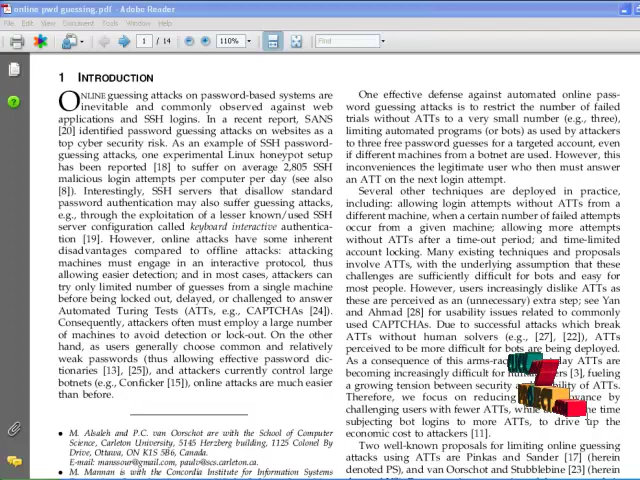 online pwd guessing.pdf - Adobe Reader
File Edit View Document Tools Window Help
1 / 14 110% Find
1 INTRODUCTION
ONLINE guessing attacks on password-based systems are
inevitable and commonly observed against web
applications and SSH logins. In a recent report, SANS
[20] identified password guessing attacks on websites as a
top cyber security risk. As an example of SSH password-
guessing attacks, one experimental Linux honeypot setup
has been reported [18] to suffer on average 2,805 SSH
malicious login attempts per computer per day (see also
[8]). Interestingly, SSH servers that disallow standard
password authentication may also suffer guessing attacks,
e.g., through the exploitation of a lesser known/used SSH
server configuration called keyboard interactive authentica-
tion [19]. However, online attacks have some inherent
disadvantages compared to offline attacks: attacking
machines must engage in an interactive protocol, thus
allowing easier detection; and in most cases, attackers can
try only limited number of guesses from a single machine
before being locked out, delayed, or challenged to answer
Automated Turing Tests (ATTs, e.g., CAPTCHAs [24]).
Consequently, attackers often must employ a large number
of machines to avoid detection or lock-out. On the other
hand, as users generally choose common and relatively
weak passwords (thus allowing effective password dic-
tionaries [13], [25]), and attackers currently control large
botnets (e.g., Conficker [15]), online attacks are much easier
than before.
• M. Alsaleh and P.C. van Oorschot are with the School of Computer
Science, Carleton University, 5145 Herzberg building, 1125 Colonel By
Drive, Ottawa, ON K1S 5B6, Canada.
E-mail: manssour@gmail.com, paulv@scs.carleton.ca.
• M. Mannan is with the Concordia Institute for Information Systems
One effective defense against automated online pass-
word guessing attacks is to restrict the number of failed
trials without ATTs to a very small number (e.g., three),
limiting automated programs (or bots) as used by attackers
to three free password guesses for a targeted account, even
if different machines from a botnet are used. However, this
inconveniences the legitimate user who then must answer
an ATT on the next login attempt.
Several other techniques are deployed in practice,
including: allowing login attempts without ATTs from a
different machine, when a certain number of failed attempts
occur from a given machine; allowing more attempts
without ATTs after a time-out period; and time-limited
account locking. Many existing techniques and proposals
involve ATTs, with the underlying assumption that these
challenges are sufficiently difficult for bots and easy for
most people. However, users increasingly dislike ATTs as
these are perceived as an (unnecessary) extra step; see Yan
and Ahmad [28] for usability issues related to commonly
used CAPTCHAs. Due to successful attacks which break
ATTs without human solvers (e.g., [27], [22]), ATTs
perceived to be more difficult for bots are being deployed.
As a consequence of this arms-race, day ATTs are
becoming increasingly difficult for [3], fueling
a growing tension between security of ATTs.
Therefore, we focus on reducing by
challenging users with fewer ATTs, while time
subjecting bot logins to more ATTs, to drive up the
economic cost to attackers [11].
Two well-known proposals for limiting online guessing
attacks using ATTs are Pinkas and Sander [17] (herein
denoted PS), and van Oorschot and Stubblebine [23] (herein